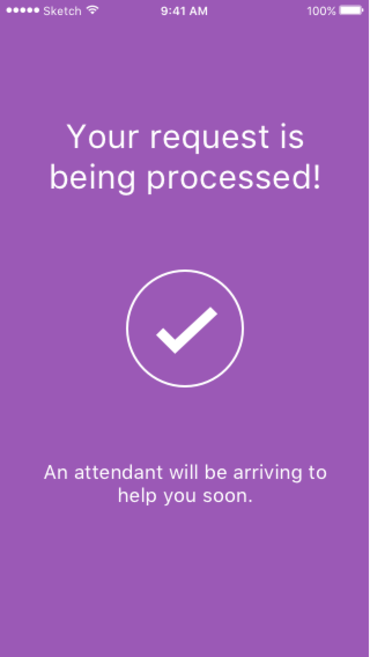 Sketch 9:41 AM 100%
Your request is
being processed!
An attendant will be arriving to
help you soon.